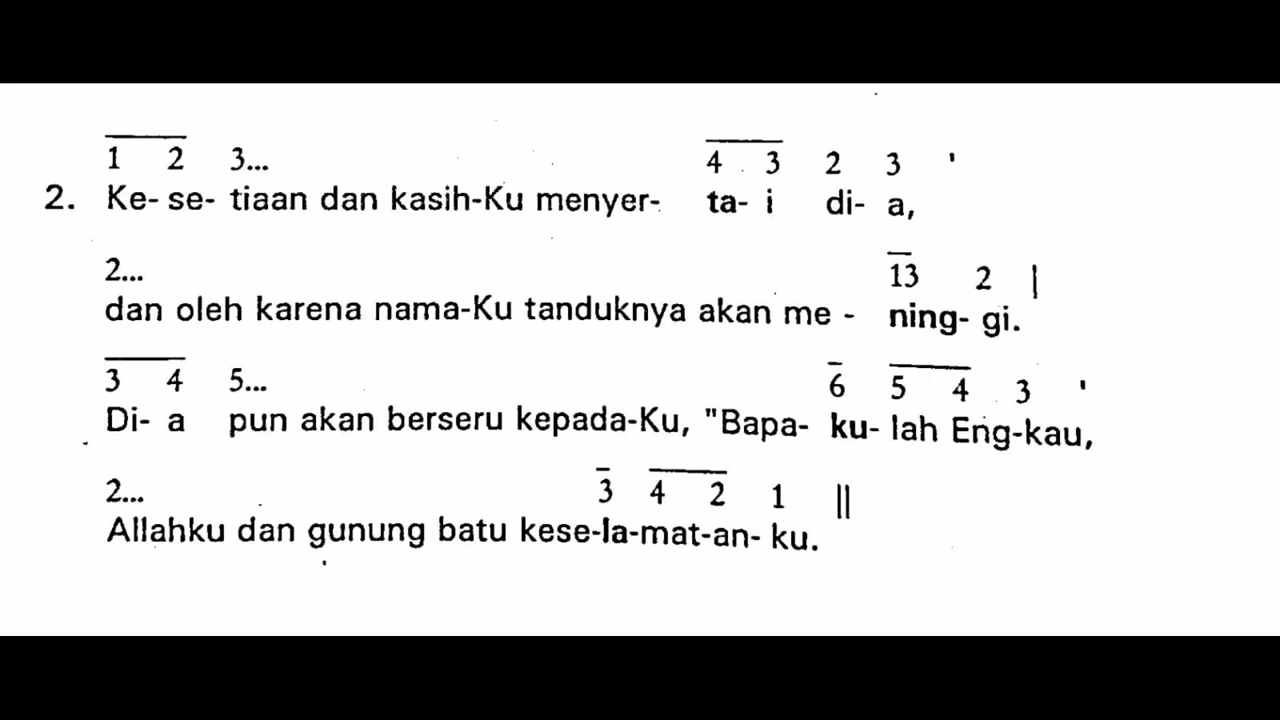 1 2 3... 4 3 2 3 '
2. Ke- se- tiaan dan kasih-Ku menyer- ta- i di- a,
2... 13 2 |
dan oleh karena nama-Ku tanduknya akan me - ning- gi.
3 4 5... 6 5 4 3 '
Di- a pun akan berseru kepada-Ku, "Bapa- ku- lah Eng-kau,
2... 3 4 2 1 ||
Allahku dan gunung batu kese-la-mat-an- ku.